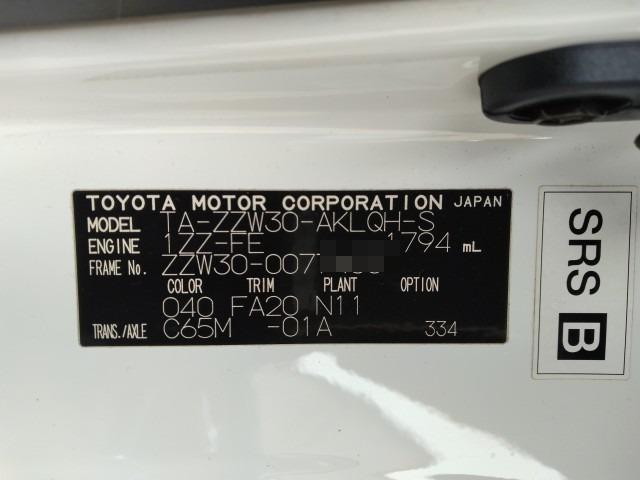 TOYOTA MOTOR CORPORATION JAPAN
MODEL TA-ZZW30-AKLQH-S
ENGINE 1ZZ-FE 1794 mL
FRAME No. ZZW30-007
COLOR TRIM PLANT OPTION
040 FA20 N11
TRANS./AXLE C65M -01A 334
SRS B